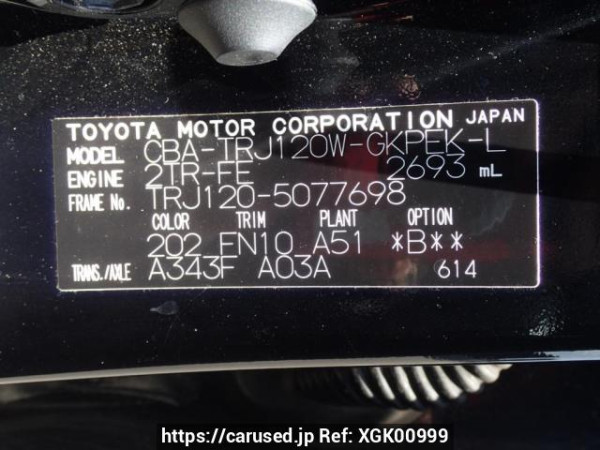 TOYOTA MOTOR CORPORATION JAPAN
MODEL CBA-TRJ120W-GKPEK-L
ENGINE 2TR-FE 2693 mL
FRAME No. TRJ120-5077698
COLOR TRIM PLANT OPTION
202 FN10 A51 *B**
TRANS./AXLE A343F A03A 614
https://carused.jp Ref: XGK00999